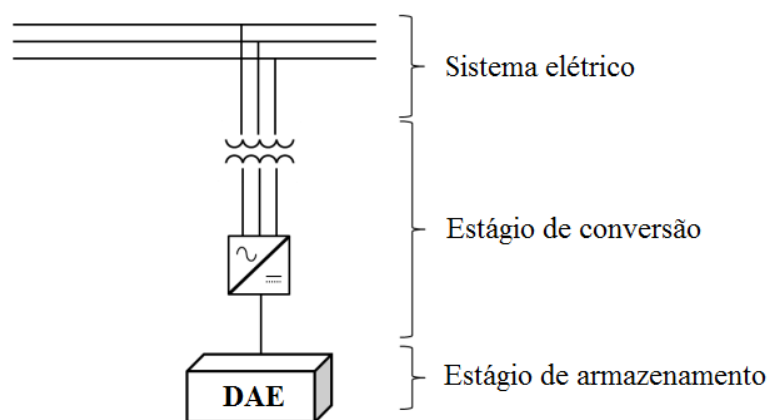 Sistema elétrico
Estágio de conversão
Estágio de armazenamento
DAE